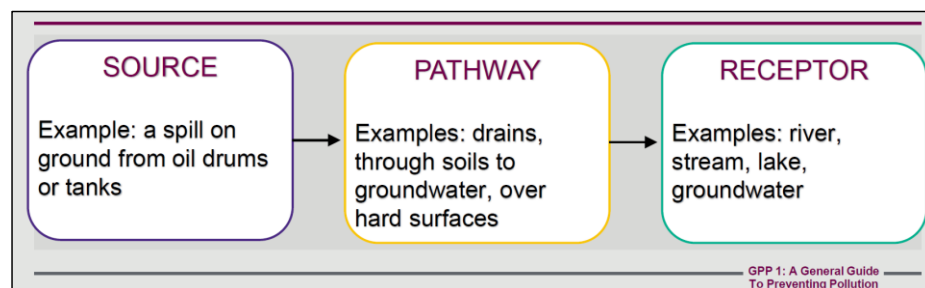 SOURCE
Example: a spill on
ground from oil drums
or tanks
PATHWAY
Examples: drains,
through soils to
groundwater, over
hard surfaces
RECEPTOR
Examples: river,
stream, lake,
groundwater
GPP 1: A General Guide
To Preventing Pollution